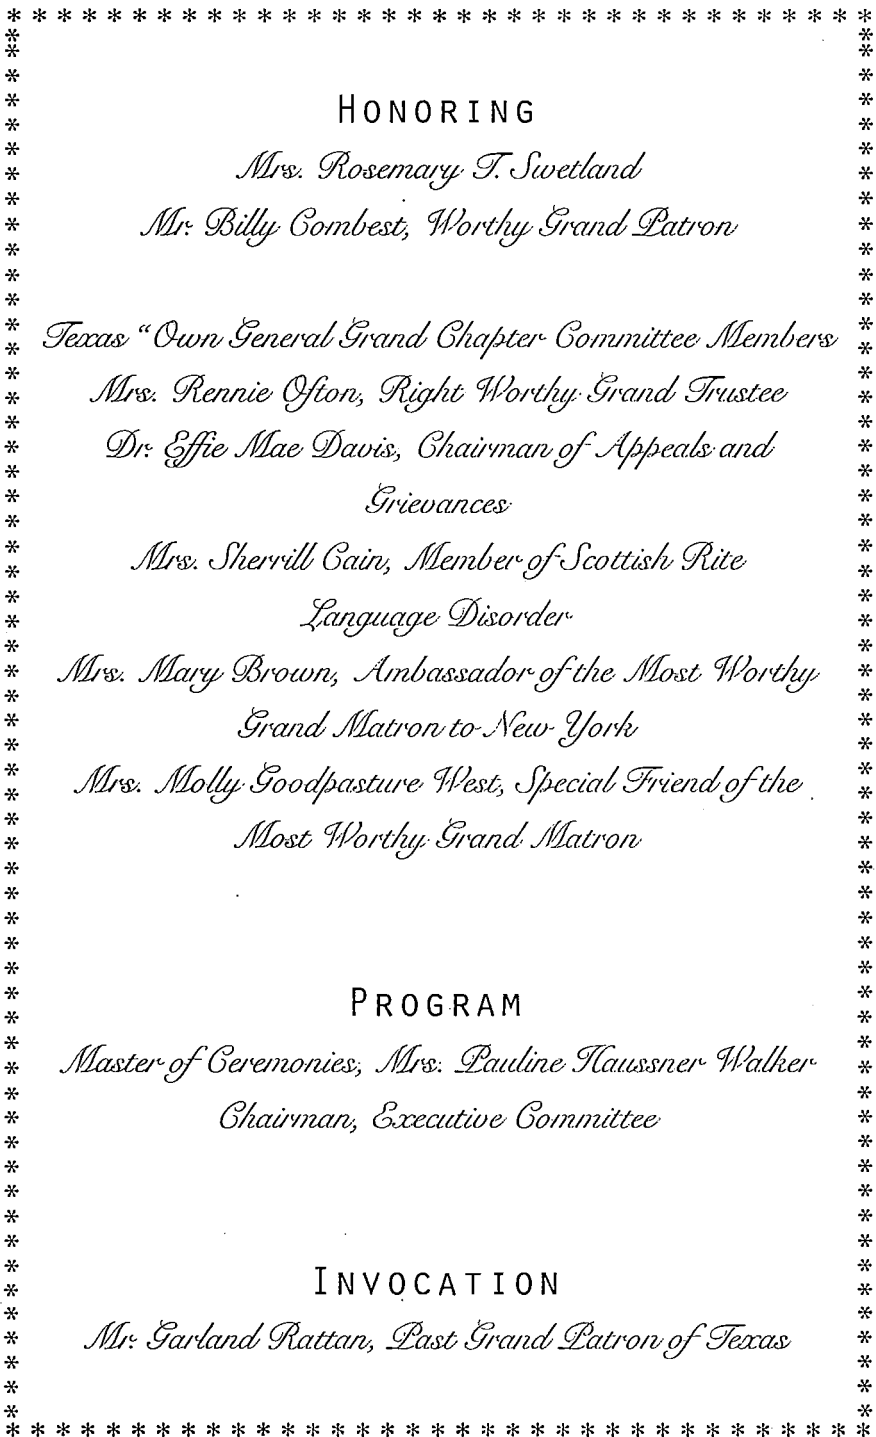 HONORING
Mrs. Rosemary T. Swetland
Mr. Billy Combest, Worthy Grand Patron
Texas “Own General Grand Chapter Committee Members
Mrs. Rennie Ofton, Right Worthy Grand Trustee
Dr. Effie Mae Davis, Chairman of Appeals and
Grievances
Mrs. Sherrill Cain, Member of Scottish Rite
Language Disorder
Mrs. Mary Brown, Ambassador of the Most Worthy
Grand Matron to New York
Mrs. Molly Goodpasture West, Special Friend of the
Most Worthy Grand Matron
PROGRAM
Master of Ceremonies, Mrs. Pauline Haussner Walker
Chairman, Executive Committee
INVOCATION
Mr. Garland Rattan, Past Grand Patron of Texas